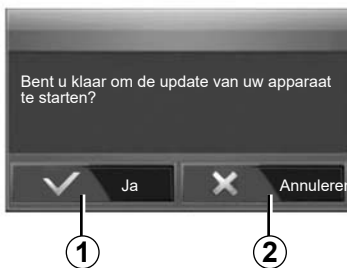 Bent u klaar om de update van uw apparaat
te starten?
Ja
Annuleren
1
2